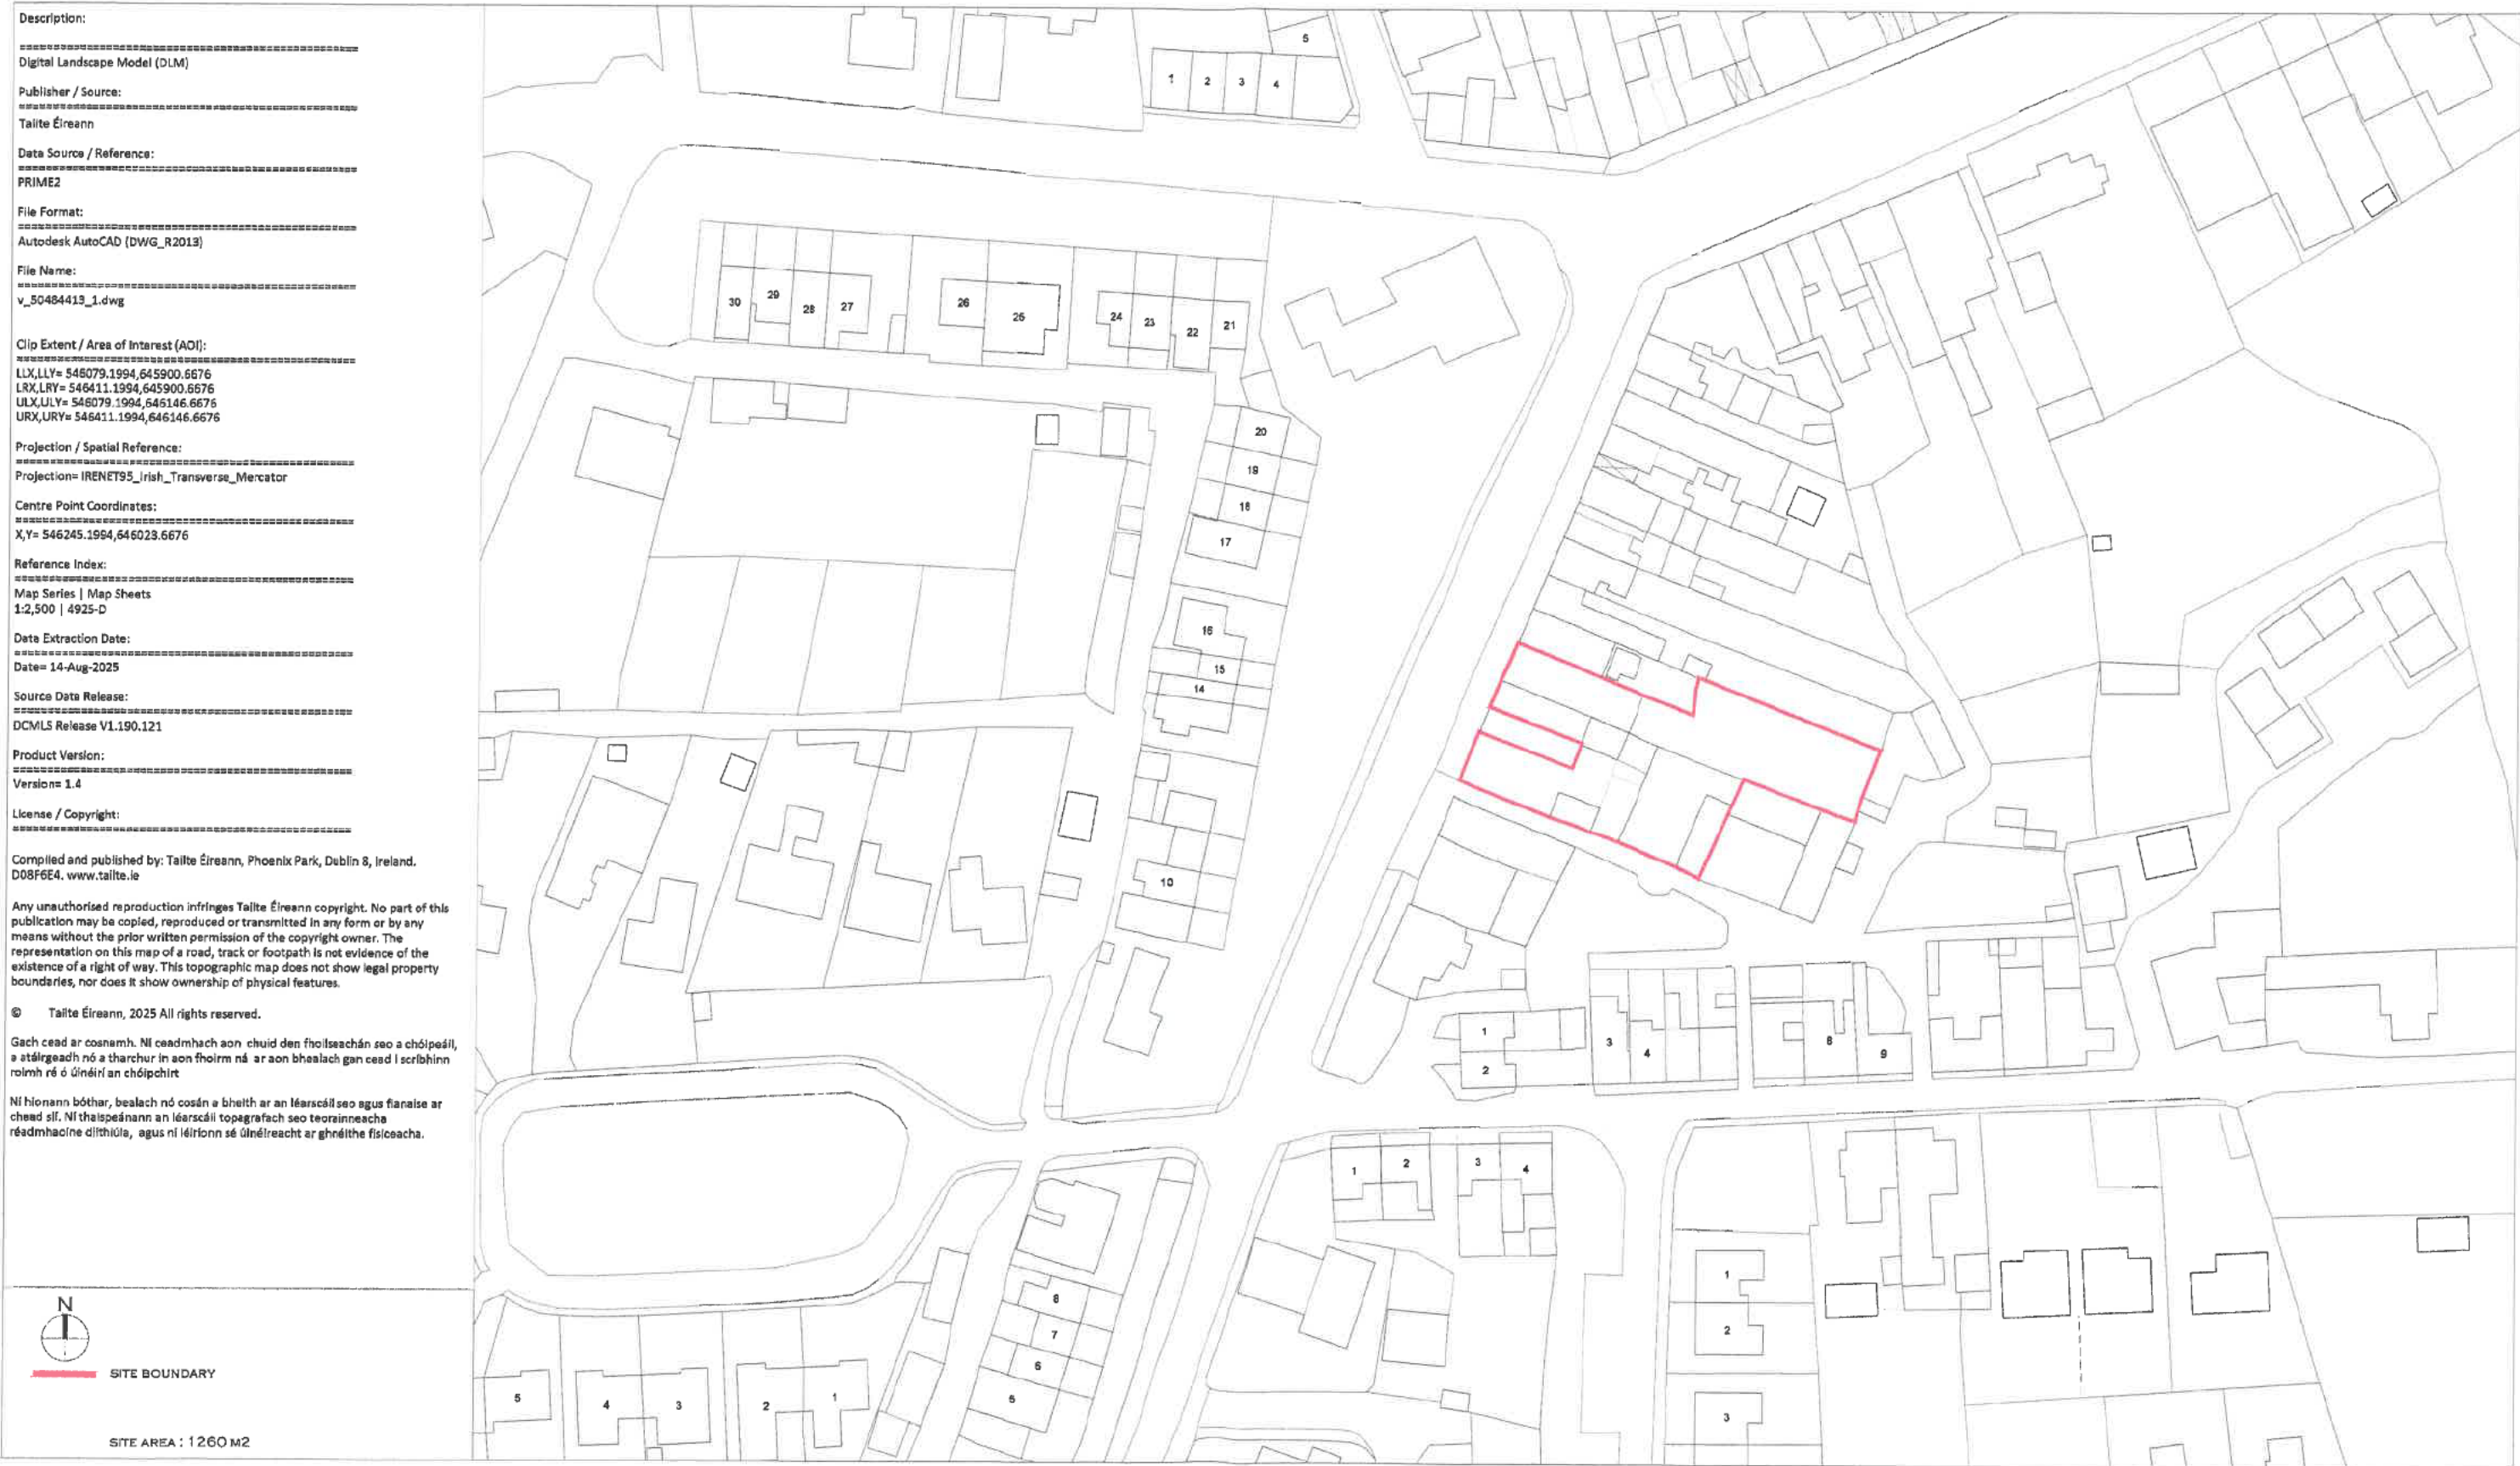 Description:
==================================================
Digital Landscape Model (DLM)
Publisher / Source:
==================================================
Tailte Éireann
Data Source / Reference:
==================================================
PRIME2
File Format:
==================================================
Autodesk AutoCAD (DWG_R2013)
File Name:
==================================================
v_50484413_1.dwg
Clip Extent / Area of Interest (AOI):
==================================================
LLX,LLY= 546079.1994,645900.6676
LRX,LRY= 546411.1994,645900.6676
ULX,ULY= 546079.1994,646146.6676
URX,URY= 546411.1994,646146.6676
Projection / Spatial Reference:
==================================================
Projection= IRENET95_Irish_Transverse_Mercator
Centre Point Coordinates:
==================================================
X,Y= 546245.1994,646023.6676
Reference Index:
==================================================
Map Series | Map Sheets
1:2,500 | 4925-D
Data Extraction Date:
==================================================
Date= 14-Aug-2025
Source Data Release:
==================================================
DCMLS Release V1.190.121
Product Version:
==================================================
Version= 1.4
License / Copyright:
==================================================
Compiled and published by: Tailte Éireann, Phoenix Park, Dublin 8, Ireland.
D08F6E4. www.tailte.ie
Any unauthorised reproduction infringes Tailte Éireann copyright. No part of this
publication may be copied, reproduced or transmitted in any form or by any
means without the prior written permission of the copyright owner. The
representation on this map of a road, track or footpath is not evidence of the
existence of a right of way. This topographic map does not show legal property
boundaries, nor does it show ownership of physical features.
© Tailte Éireann, 2025 All rights reserved.
Gach cead ar cosnamh. Ní ceadmhach aon chuid den fhoilseachán seo a chóipeáil,
a atáirgeadh nó a tharchur in aon fhoirm ná ar aon bhealach gan cead i scríbhinn
roimh ré ó úinéirí an chóipchirt
Ní hionann bóthar, bealach nó cosán a bheith ar an léarscáil seo agus fianaise ar
chead slí. Ní thaispeánann an léarscáil topagrafach seo teorainneacha
réadmhaoine dlíthiúla, agus ní léiríonn sé úinéireacht ar ghnéithe fisiceacha.
N
SITE BOUNDARY
SITE AREA : 1260 M2
5
1 2 3 4
30 29 28 27 26 25 24 23 22 21
20
19
18
17
16
15
14
10
1
2
3 4 8 9
1 2 3 4
8
7
6
5
5 4 3 2 1
1
2
3